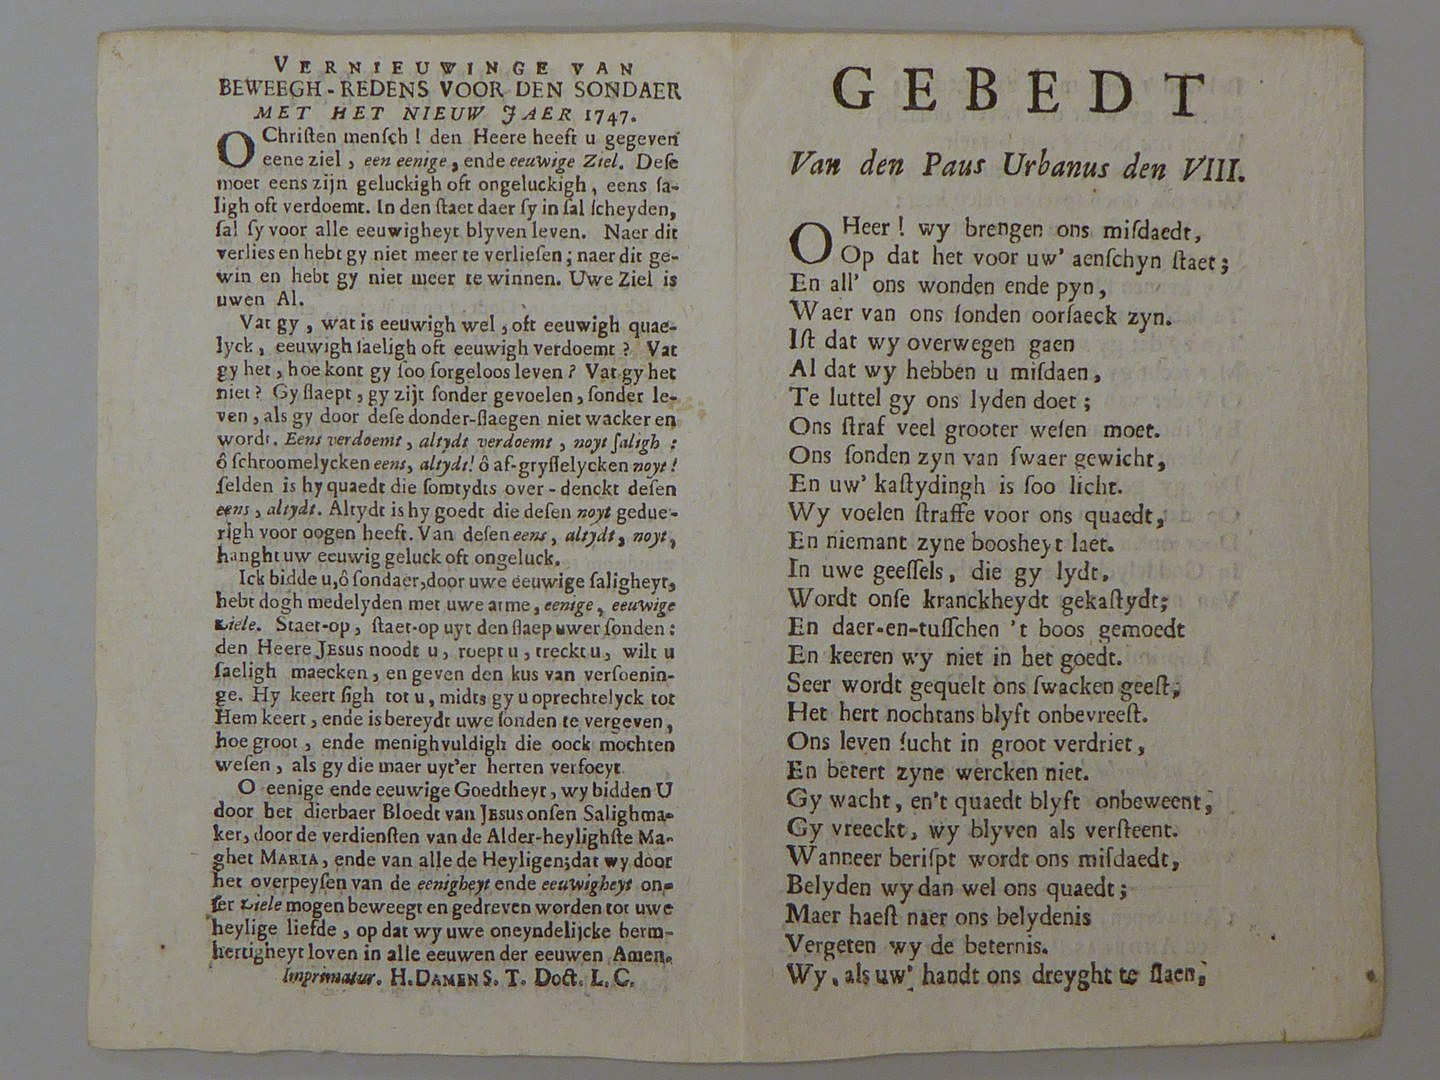 VERNIEUWINGE VAN
BEWEEGH-REDENS VOOR DEN SONDAER
MET HET NIEUW JAER 1747.
O Chriſten menſch ! den Heere heeft u gegeven
eene ziel, een eenige, ende eeuwige Ziel. Deſe
moet eens zijn geluckigh oft ongeluckigh, eens ſa-
ligh oft verdoemt. In den ſtaet daer ſy in ſal ſcheyden,
ſal ſy voor alle eeuwigheyt blyven leven. Naer dit
verlies en hebt gy niet meer te verlieſen; naer dit ge-
win en hebt gy niet meer te winnen. Uwe Ziel is
uwen Al.
Vat gy, wat is eeuwigh wel, oft eeuwigh quae-
lyck, eeuwigh ſaeligh oft eeuwigh verdoemt ? Vat
gy het, hoe kont gy ſoo ſorgeloos leven ? Vat gy het
niet ? Gy ſlaept, gy zijt ſonder gevoelen, ſonder le-
ven, als gy door deſe donder-ſlaegen niet wacker en
wordt. Eens verdoemt, altydt verdoemt, noyt ſaligh :
ô ſchroomelycken eens, altydt! ô af-gryſſelycken noyt!
ſelden is hy quaedt die ſomtydts over-denckt deſen
eens, altydt. Altydt is hy goedt die deſen noyt gedue-
righ voor oogen heeft. Van deſen eens, altydt, noyt,
hanght uw eeuwig geluck oft ongeluck.
Ick bidde u, ô ſondaer, door uwe eeuwige ſaligheyt,
hebt dogh medelyden met uwe arme, eenige, eeuwige
Ziele. Staet-op, ſtaet-op uyt den ſlaep uwer ſonden :
den Heere JESUS noodt u, roept u, treckt u, wilt u
ſaeligh maecken, en geven den kus van verſoenin-
ge. Hy keert ſigh tot u, midts gy u oprechtelyck tot
Hem keert, ende is bereydt uwe ſonden te vergeven,
hoe groot, ende menighvuldigh die oock mochten
weſen, als gy die maer uyt'er herten verfoeyt.
O eenige ende eeuwige Goedtheyt, wy bidden U
door het dierbaer Bloedt van JESUS onſen Salighma-
ker, door de verdienſten van de Alder-heylighſte Ma-
ghet MARIA, ende van alle de Heyligen; dat wy door
het overpeyſen van de eenigheyt ende eeuwigheyt on-
ſer Ziele mogen beweegt en gedreven worden tot uwe
heylige liefde, op dat wy uwe oneyndelijcke berm-
hertigheyt loven in alle eeuwen der eeuwen Amen.
Imprimatur. H. DAMEN S. T. Doct. L. C.
GEBEDT
Van den Paus Urbanus den VIII.
O Heer ! wy brengen ons miſdaedt,
Op dat het voor uw' aenſchyn ſtaet;
En all' ons wonden ende pyn,
Waer van ons ſonden oorſaeck zyn.
Iſt dat wy overwegen gaen
Al dat wy hebben u miſdaen,
Te luttel gy ons lyden doet;
Ons ſtraf veel grooter weſen moet.
Ons ſonden zyn van ſwaer gewicht,
En uw' kaſtydingh is ſoo licht.
Wy voelen ſtraffe voor ons quaedt,
En niemant zyne boosheyt laet.
In uwe geeſſels, die gy lydt,
Wordt onſe kranckheydt gekaſtydt;
En daer-en-tuſſchen 't boos gemoedt
En keeren wy niet in het goedt.
Seer wordt gequelt ons ſwacken geeſt,
Het hert nochtans blyft onbevreeſt.
Ons leven ſucht in groot verdriet,
En betert zyne wercken niet.
Gy wacht, en't quaedt blyft onbeweent,
Gy vreeckt, wy blyven als verſteent.
Wanneer beriſpt wordt ons miſdaedt,
Belyden wy dan wel ons quaedt;
Maer haeſt naer ons belydenis
Vergeten wy de beternis.
Wy, als uw' handt ons dreyght te ſlaen,